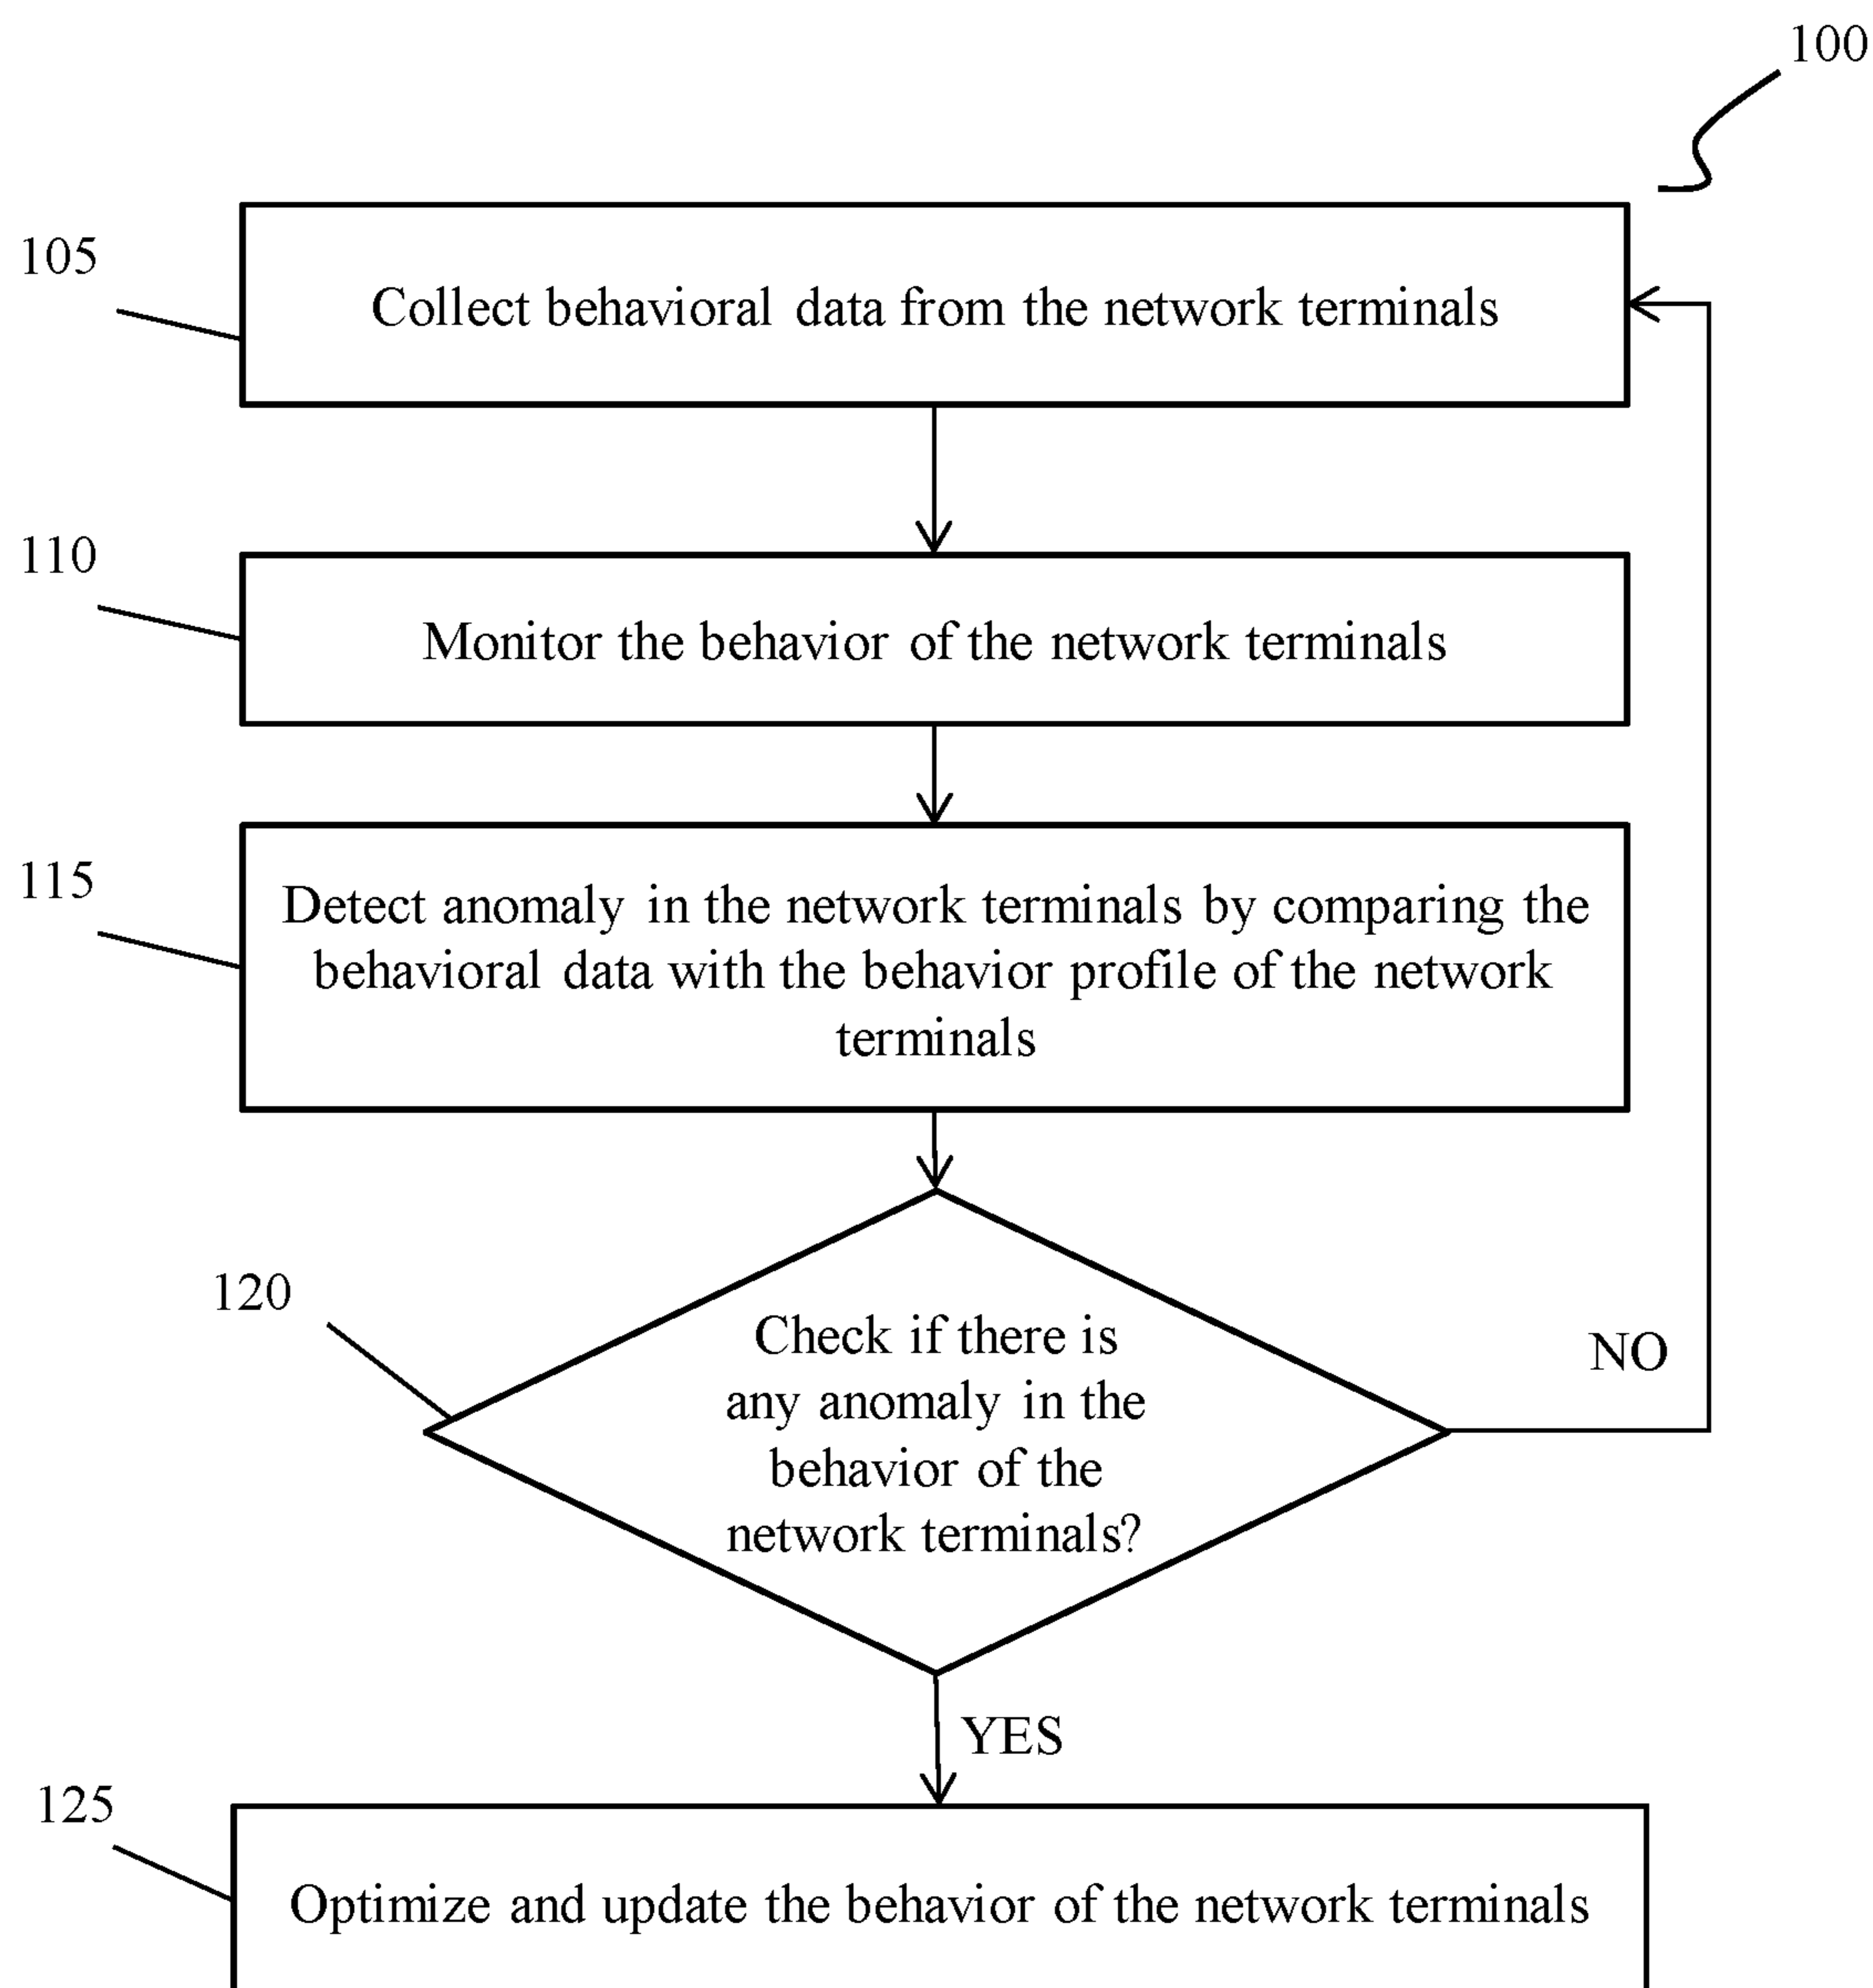 100
105
Collect behavioral data from the network terminals
110
Monitor the behavior of the network terminals
115
Detect anomaly in the network terminals by comparing the
behavioral data with the behavior profile of the network
terminals
120
Check if there is
any anomaly in the
behavior of the
network terminals?
NO
YES
125
Optimize and update the behavior of the network terminals